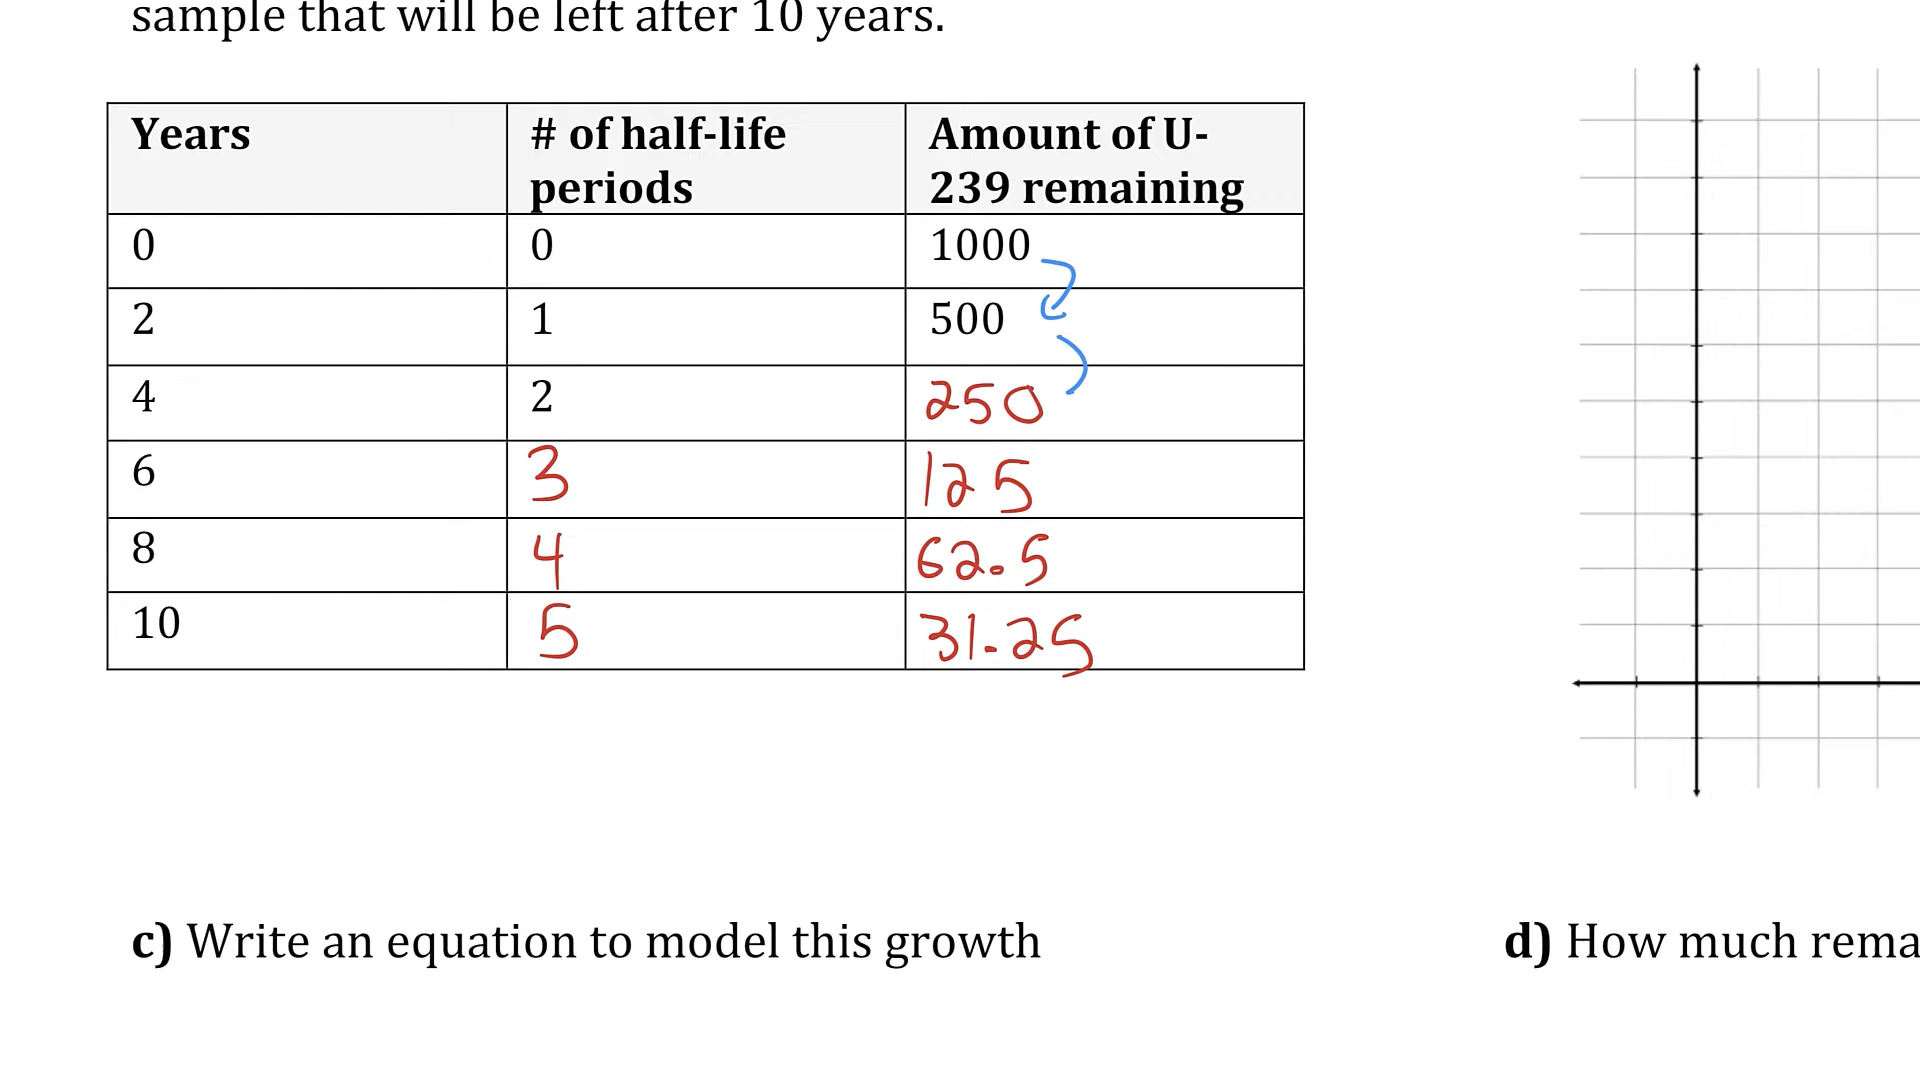 sample that will be left after 10 years.
Years
# of half-life
periods
Amount of U-
239 remaining
0
0
1000
2
1
500
4
2
250
6
3
125
8
4
62.5
10
5
31.25
c) Write an equation to model this growth
d) How much